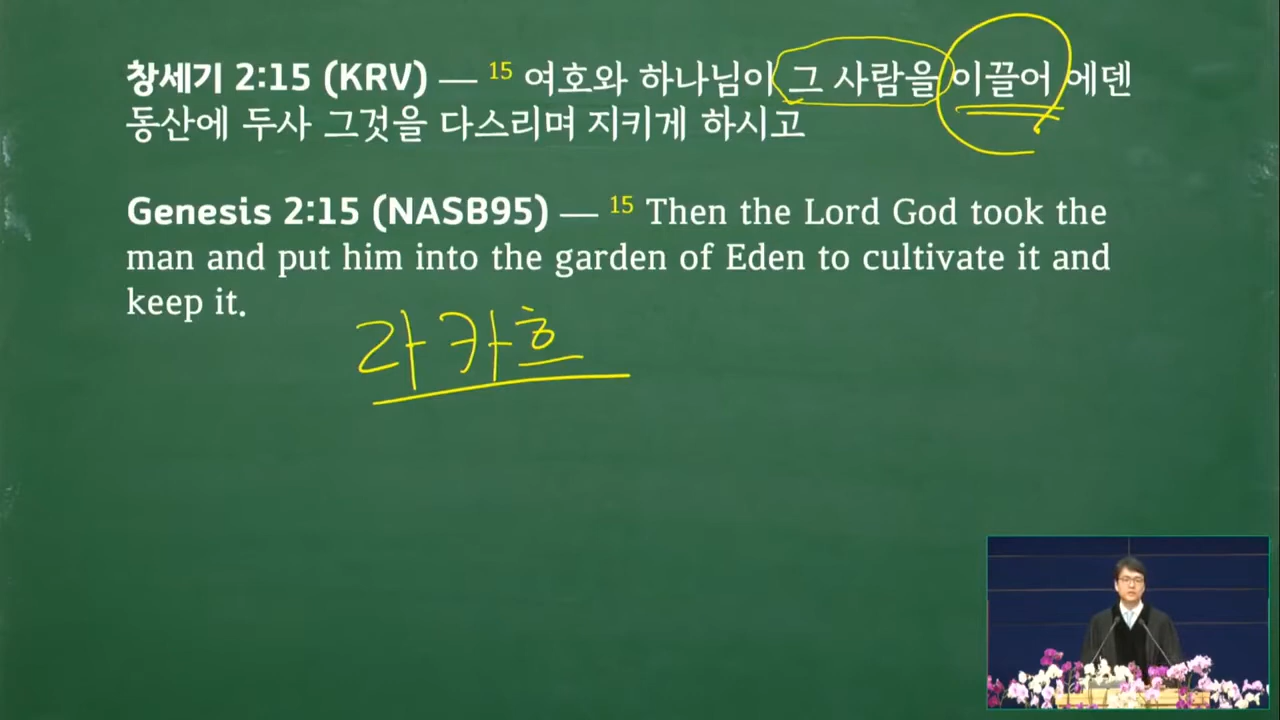 창세기 2:15 (KRV) — 15 여호와 하나님이 그 사람을 이끌어 에덴
동산에 두사 그것을 다스리며 지키게 하시고
Genesis 2:15 (NASB95) — 15 Then the Lord God took the
man and put him into the garden of Eden to cultivate it and
keep it.
라카흐